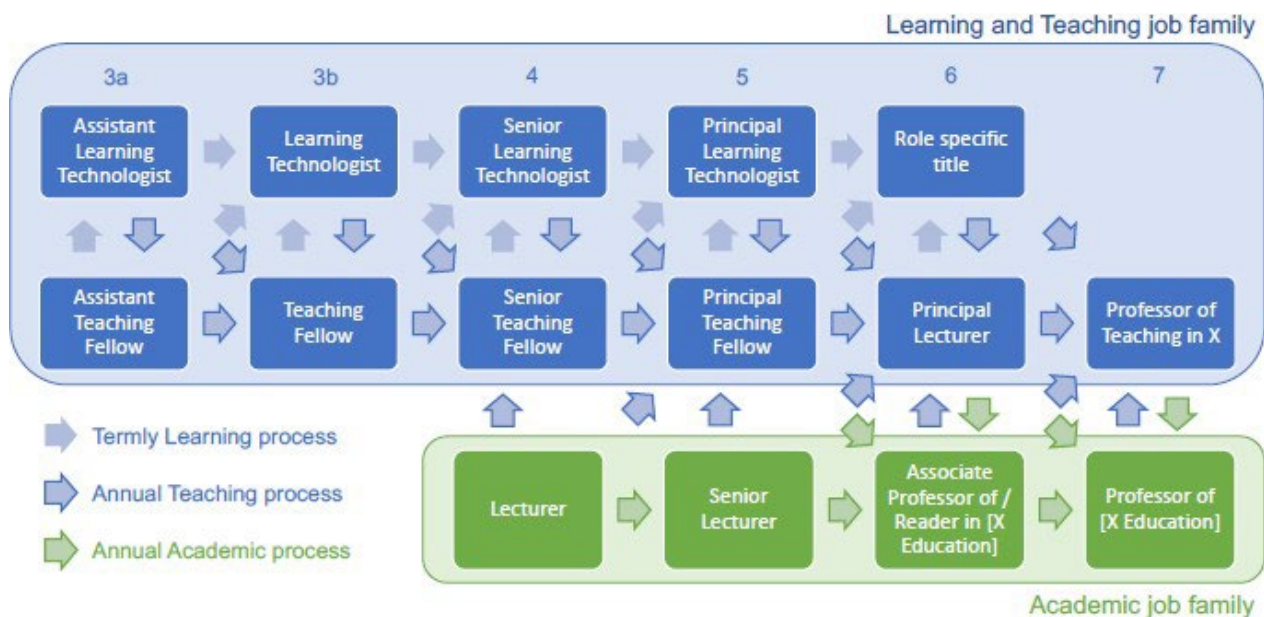 Learning and Teaching job family
3a
3b
4
5
6
7
Assistant
Learning
Technologist
Learning
Technologist
Senior
Learning
Technologist
Principal
Learning
Technologist
Role specific
title
Assistant
Teaching
Fellow
Teaching
Fellow
Senior
Teaching
Fellow
Principal
Teaching
Fellow
Principal
Lecturer
Professor of
Teaching in X
Termly Learning process
Annual Teaching process
Annual Academic process
Lecturer
Senior
Lecturer
Associate
Professor of /
Reader in [X
Education]
Professor of
[X Education]
Academic job family